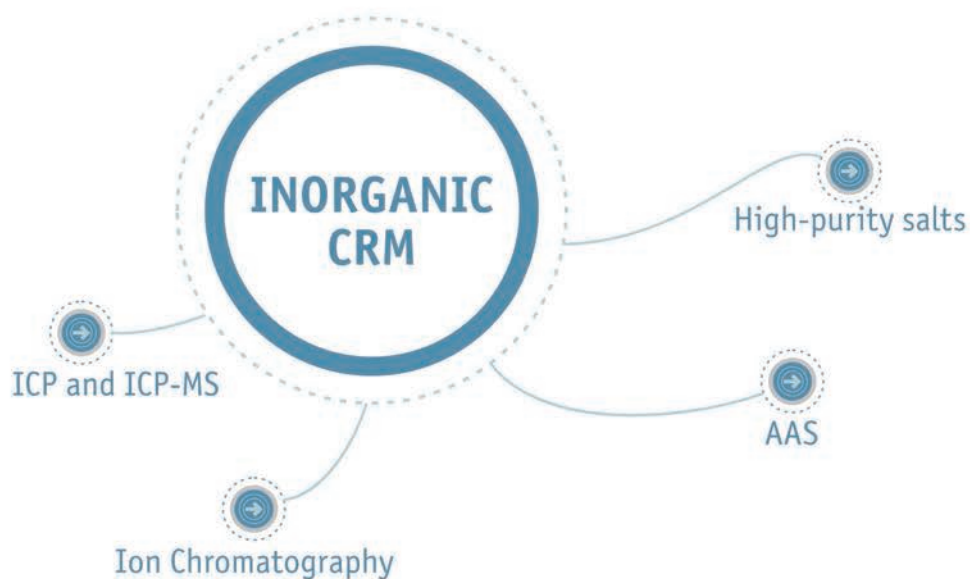 INORGANIC
CRM
High-purity salts
ICP and ICP-MS
AAS
Ion Chromatography